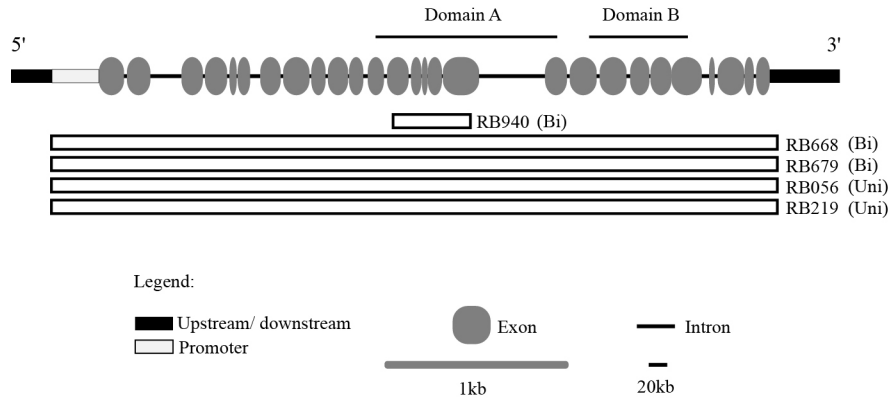 Domain A
Domain B
5'
3'
RB940 (Bi)
RB668 (Bi)
RB679 (Bi)
RB056 (Uni)
RB219 (Uni)
Legend:
Upstream/ downstream
Exon
Intron
Promoter
1kb
20kb